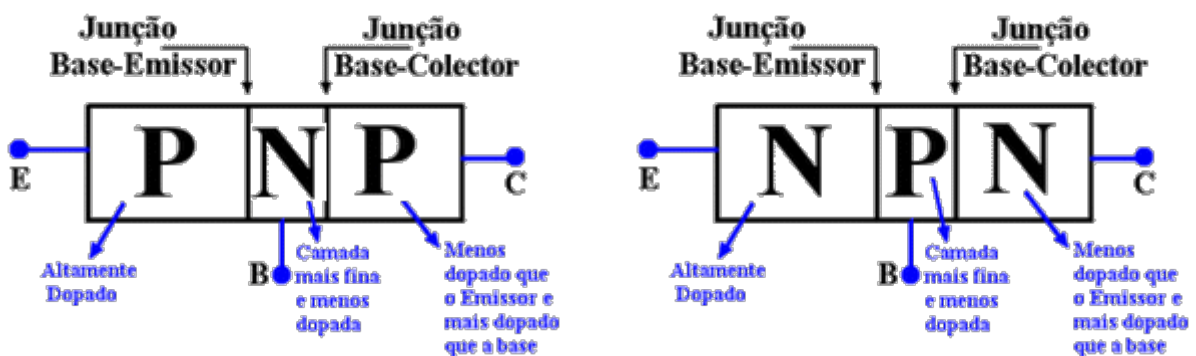 Junção
Base-Emissor
Junção
Base-Colector
P
N
P
E
C
B
Altamente
Dopado
Camada
mais fina
e menos
dopada
Menos
dopado que
o Emissor e
mais dopado
que a base
Junção
Base-Emissor
Junção
Base-Colector
N
P
N
E
C
B
Altamente
Dopado
Camada
mais fina
e menos
dopada
Menos
dopado que
o Emissor e
mais dopado
que a base